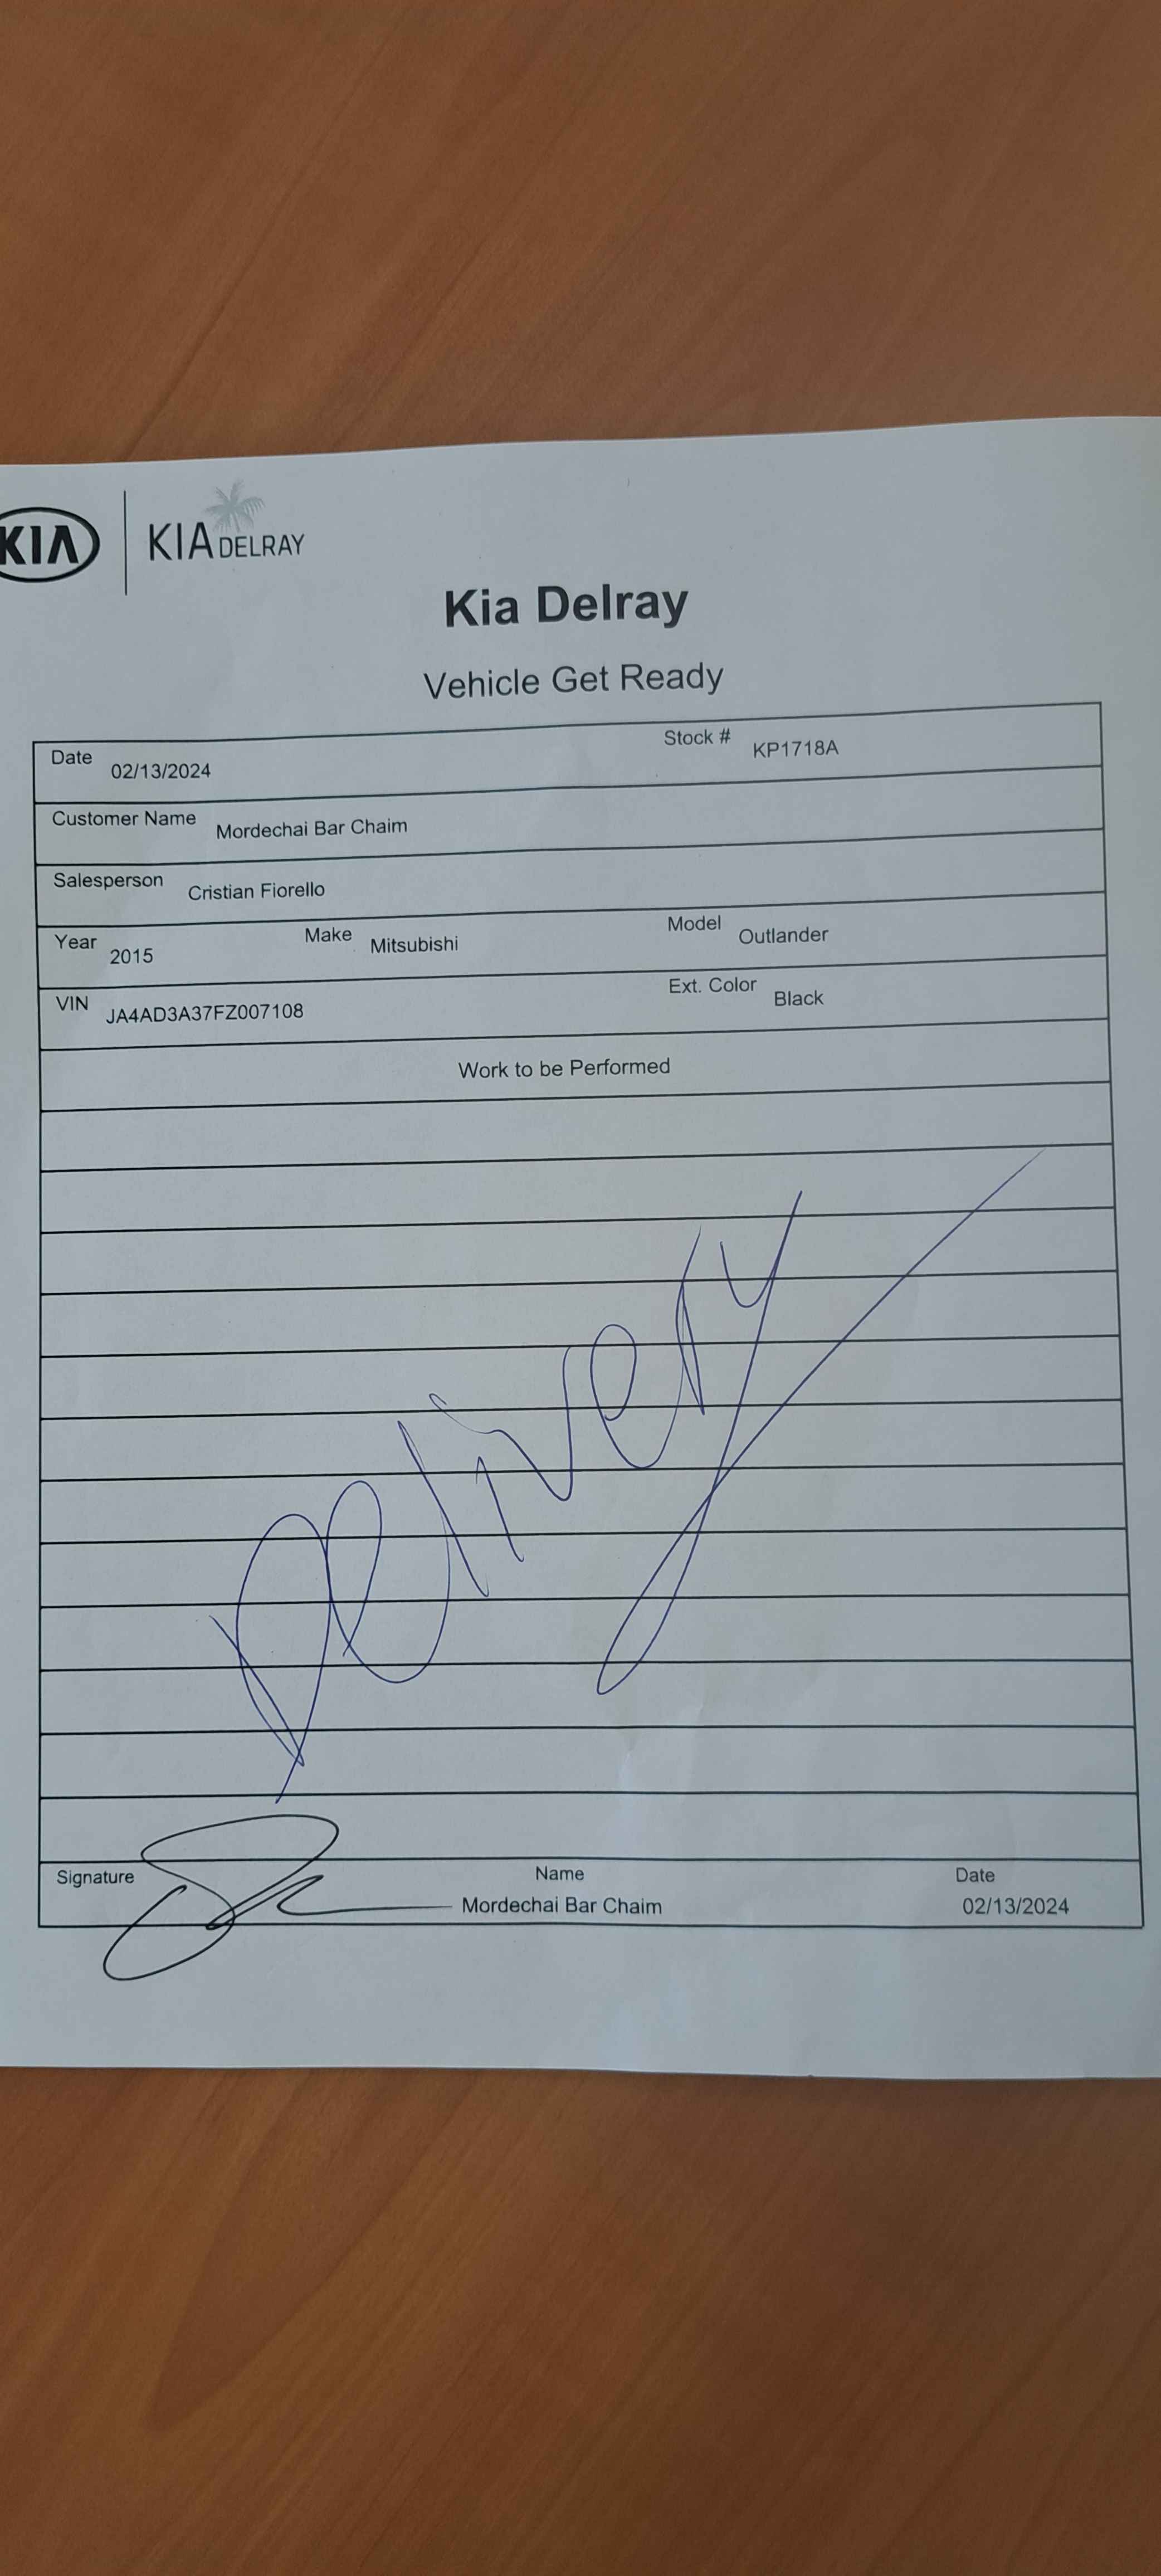 KIA KIA DELRAY
Kia Delray
Vehicle Get Ready
Date 02/13/2024 Stock # KP1718A
Customer Name Mordechai Bar Chaim
Salesperson Cristian Fiorello
Year 2015 Make Mitsubishi Model Outlander
VIN JA4AD3A37FZ007108 Ext. Color Black
Work to be Performed
Delivery
Signature Name Date
Mordechai Bar Chaim 02/13/2024